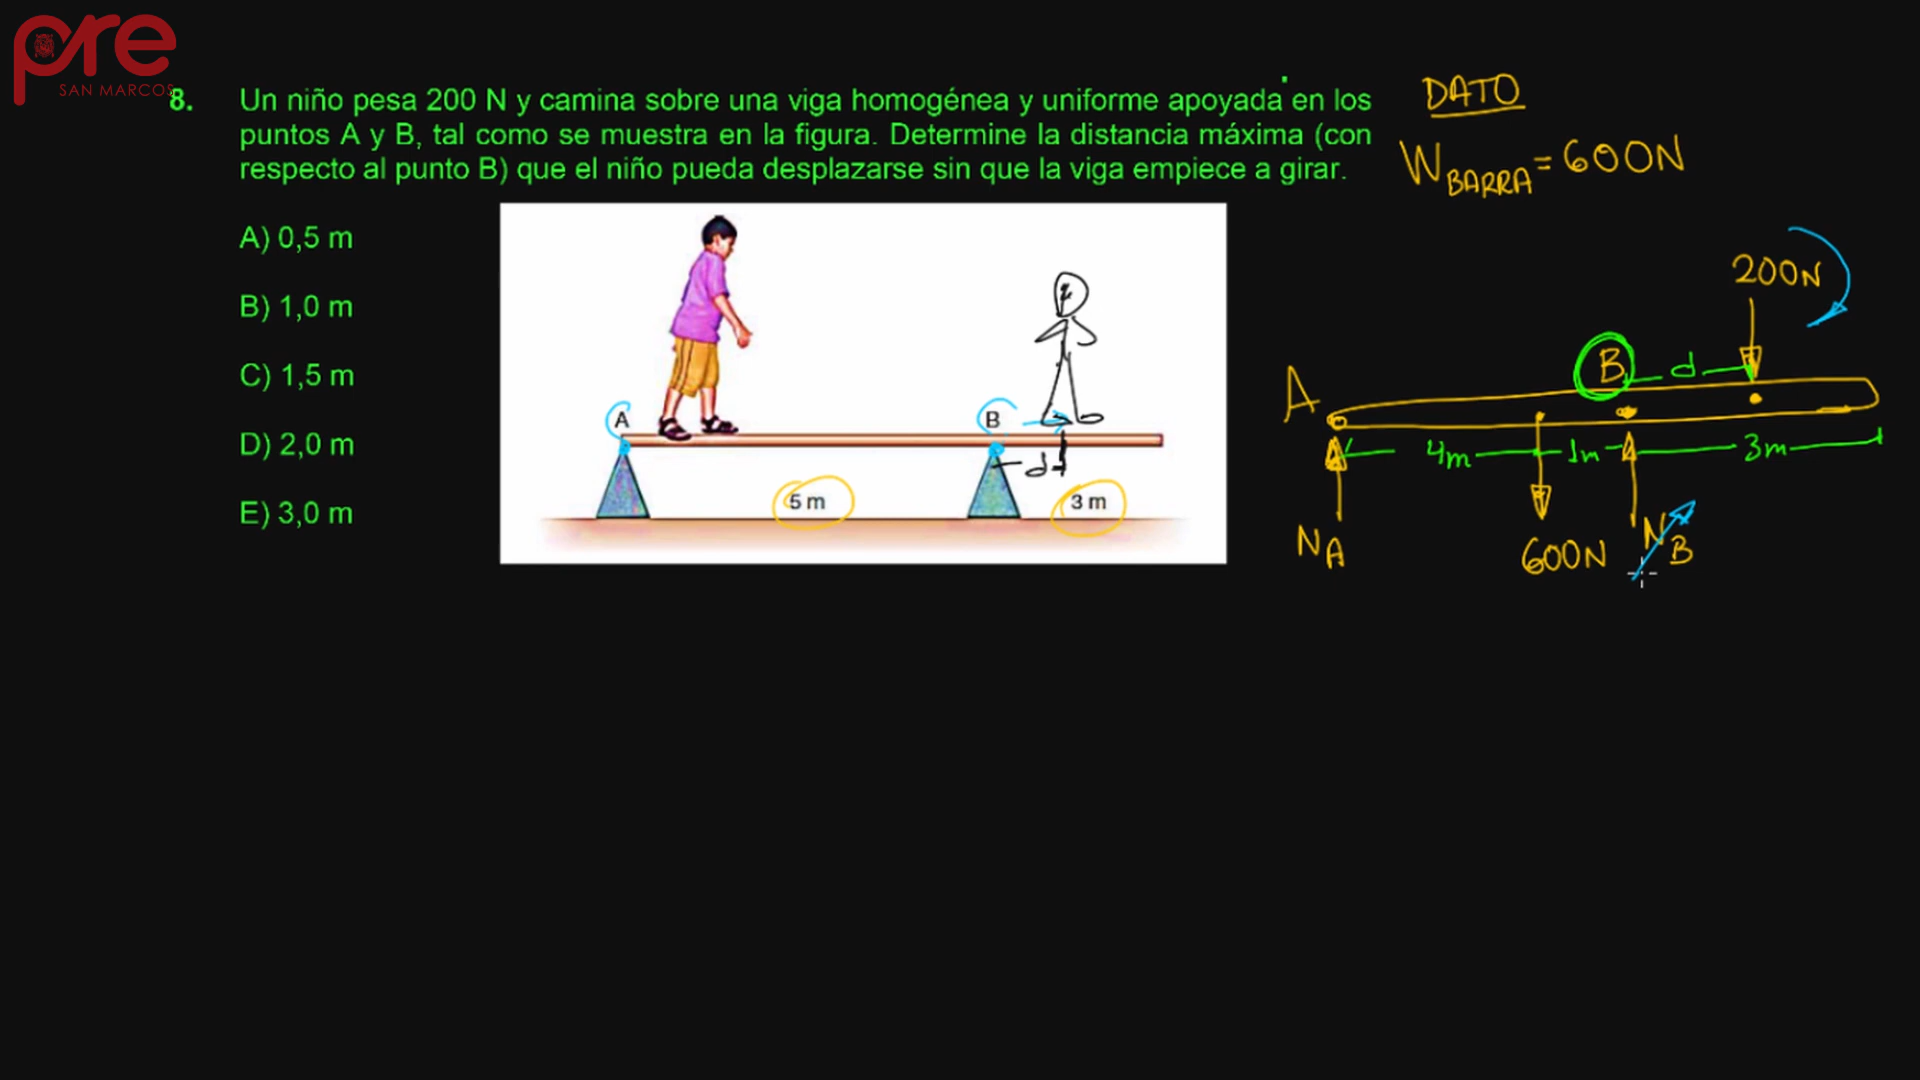 pre
SAN MARCOS
8. Un niño pesa 200 N y camina sobre una viga homogénea y uniforme apoyada en los
puntos A y B, tal como se muestra en la figura. Determine la distancia máxima (con
respecto al punto B) que el niño pueda desplazarse sin que la viga empiece a girar.
A) 0,5 m
B) 1,0 m
C) 1,5 m
D) 2,0 m
E) 3,0 m
A
B
d
5 m
3 m
DATO
W BARRA = 600N
200N
A
B
d
4m
1m
3m
NA
600N
NB